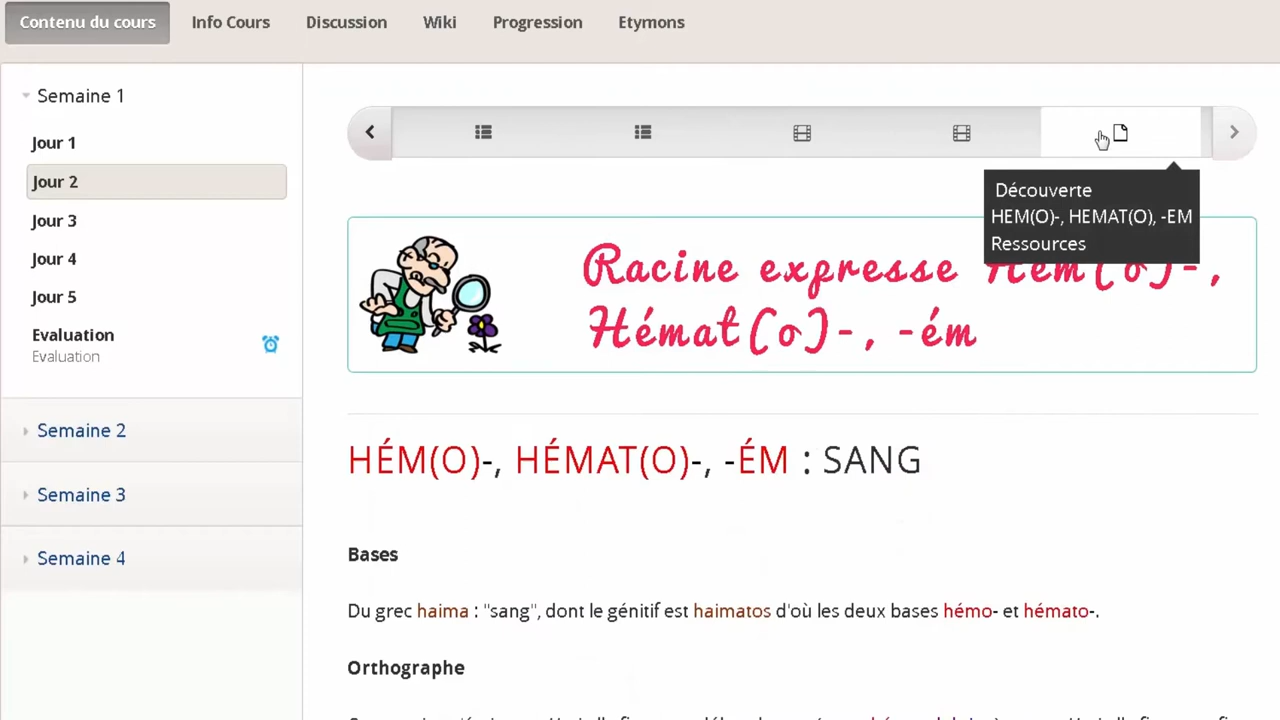 Contenu du cours
Info Cours
Discussion
Wiki
Progression
Etymons
Semaine 1
Jour 1
Jour 2
Jour 3
Jour 4
Jour 5
Evaluation
Evaluation
Semaine 2
Semaine 3
Semaine 4
Découverte
HEM(O)-, HEMAT(O), -EM
Ressources
Racine expresse Hém(o)-,
Hémat(o)-, -ém
HÉM(O)-, HÉMAT(O)-, -ÉM : SANG
Bases
Du grec haima : "sang", dont le génitif est haimatos d'où les deux bases hémo- et hémato-.
Orthographe